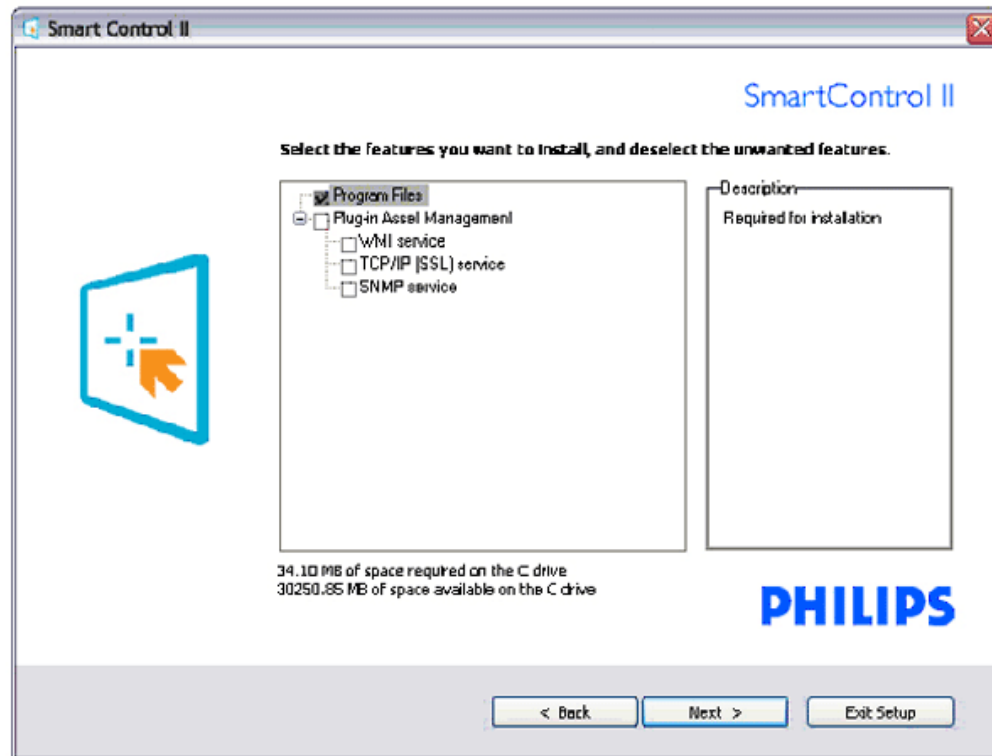 Smart Control II
SmartControl II
Select the features you want to install, and deselect the unwanted features.
Program Files
Plug-in Asset Management
WMI service
TCP/IP (SSL) service
SNMP service
Description
Required for installation
34.10 MB of space required on the C drive
30250.85 MB of space available on the C drive
PHILIPS
< Back
Next >
Exit Setup